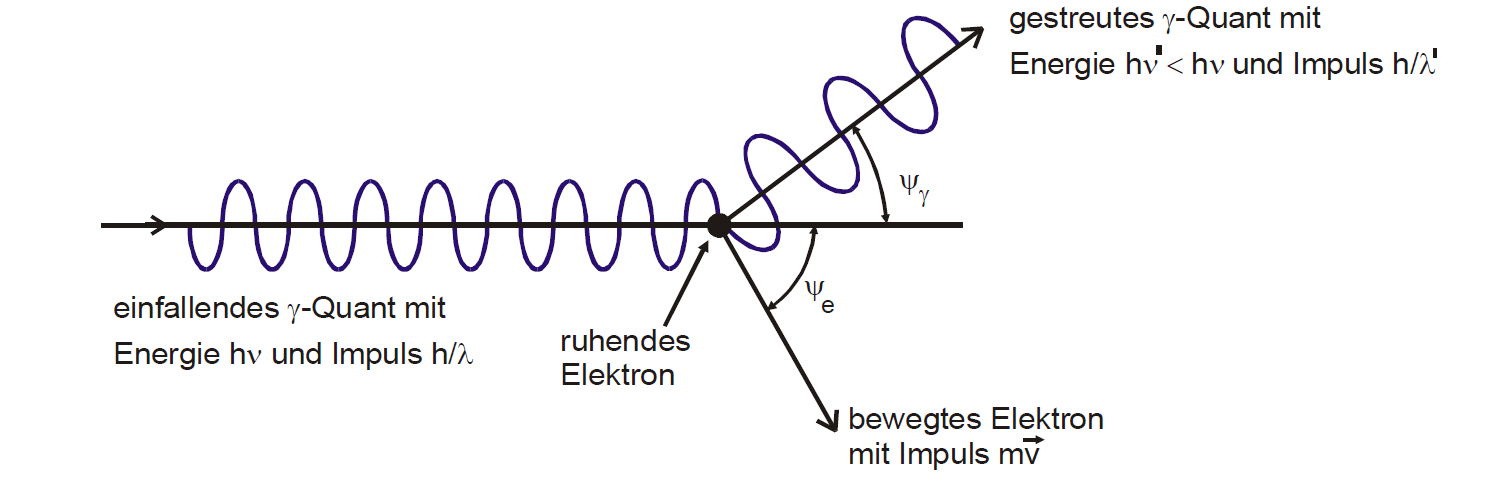 gestreutes γ-Quant mit
Energie hν' < hν und Impuls h/λ'
ψγ
ψe
einfallendes γ-Quant mit
Energie hν und Impuls h/λ
ruhendes
Elektron
bewegtes Elektron
mit Impuls mv⃗